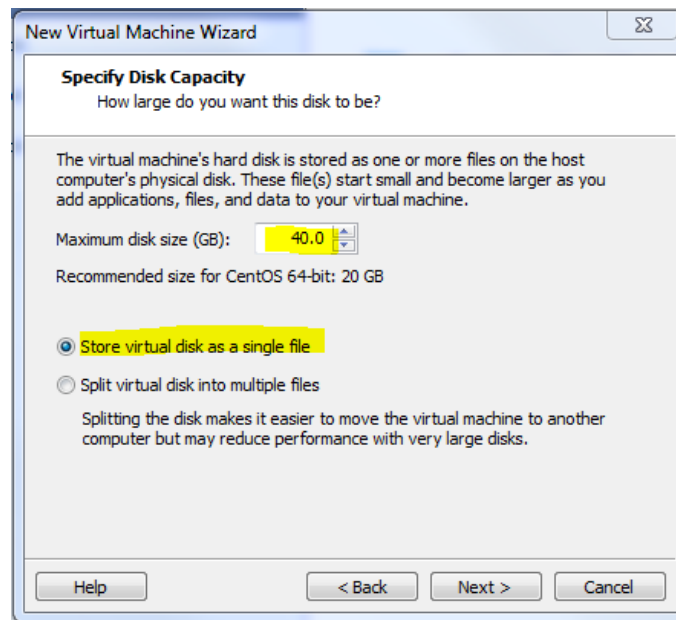 New Virtual Machine Wizard
Specify Disk Capacity
How large do you want this disk to be?
The virtual machine's hard disk is stored as one or more files on the host
computer's physical disk. These file(s) start small and become larger as you
add applications, files, and data to your virtual machine.
Maximum disk size (GB): 40.0
Recommended size for CentOS 64-bit: 20 GB
Store virtual disk as a single file
Split virtual disk into multiple files
Splitting the disk makes it easier to move the virtual machine to another
computer but may reduce performance with very large disks.
Help < Back Next > Cancel